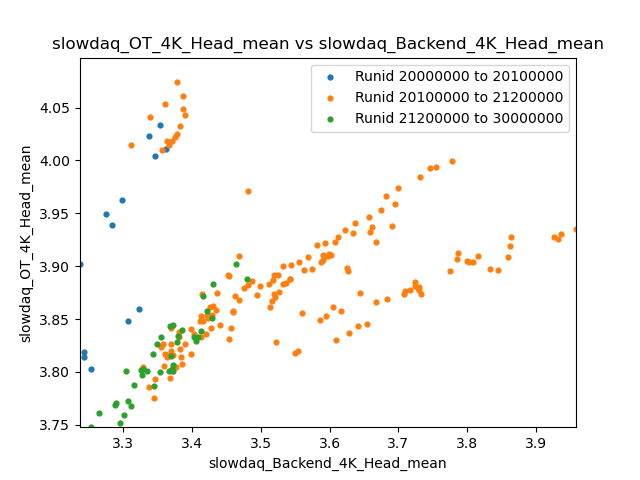 slowdaq_OT_4K_Head_mean vs slowdaq_Backend_4K_Head_mean
Runid 20000000 to 20100000
Runid 20100000 to 21200000
Runid 21200000 to 30000000
slowdaq_OT_4K_Head_mean
4.05
4.00
3.95
3.90
3.85
3.80
3.75
3.3 3.4 3.5 3.6 3.7 3.8 3.9
slowdaq_Backend_4K_Head_mean